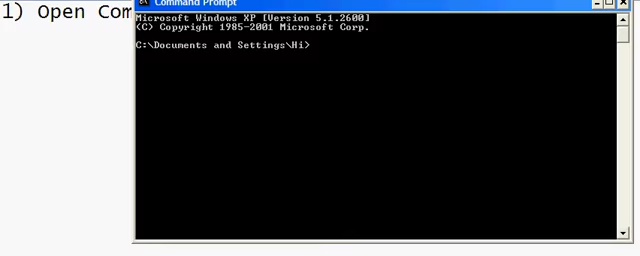 1) Open Com
Command Prompt
Microsoft Windows XP [Version 5.1.2600]
(C) Copyright 1985-2001 Microsoft Corp.
C:\Documents and Settings\Hi>